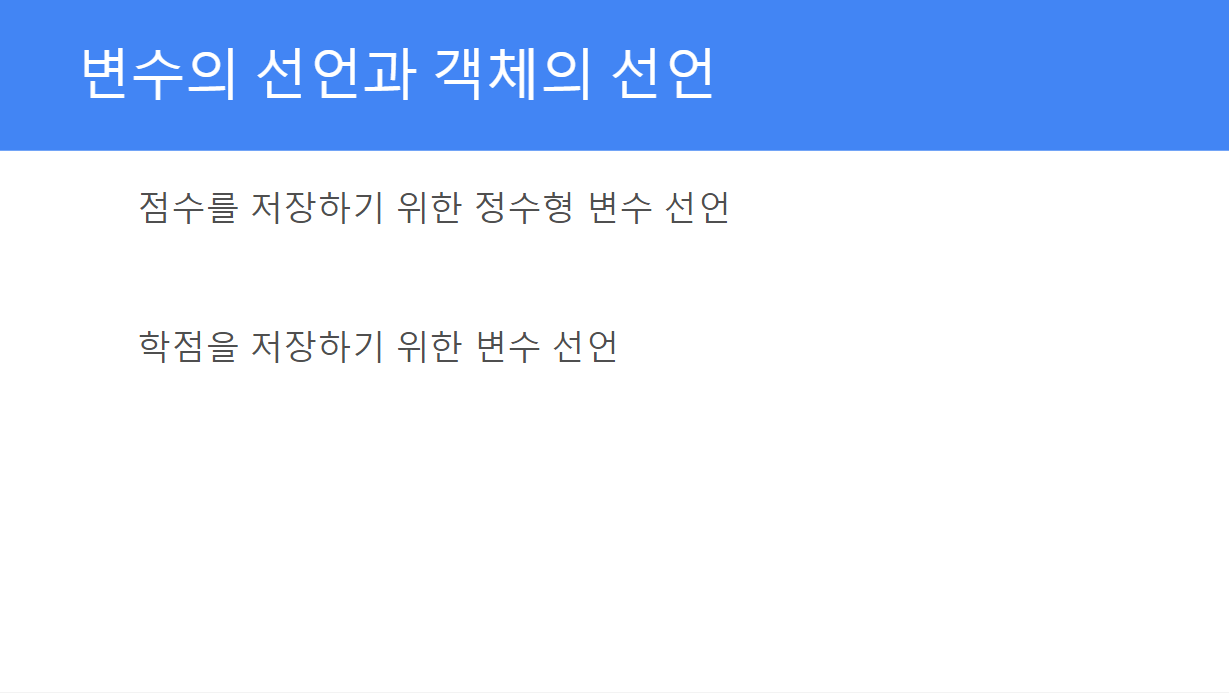 변수의 선언과 객체의 선언
점수를 저장하기 위한 정수형 변수 선언
학점을 저장하기 위한 변수 선언